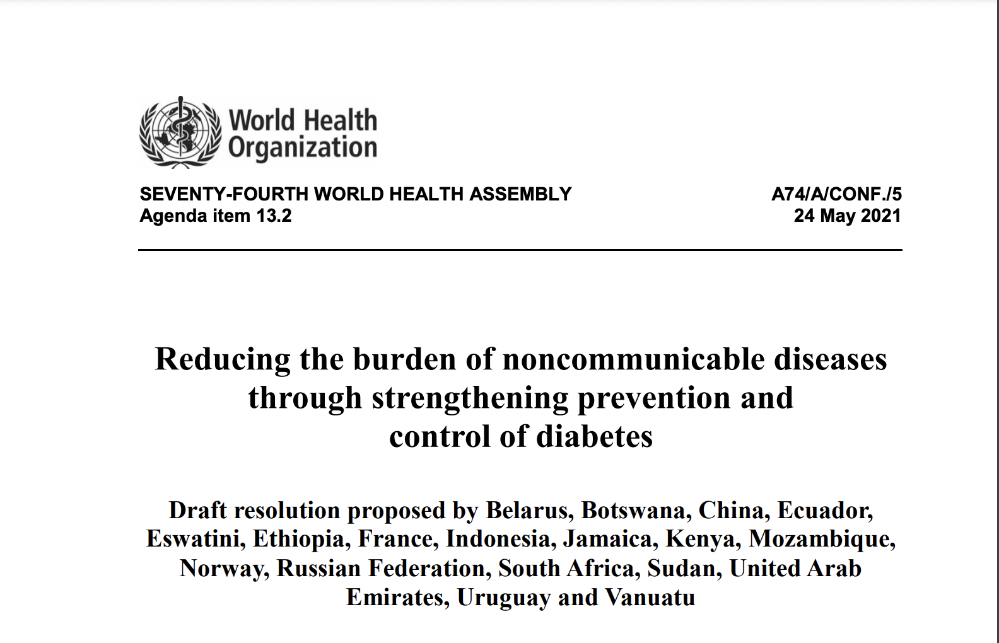 World Health
Organization
SEVENTY-FOURTH WORLD HEALTH ASSEMBLY A74/A/CONF./5
Agenda item 13.2 24 May 2021
Reducing the burden of noncommunicable diseases
through strengthening prevention and
control of diabetes
Draft resolution proposed by Belarus, Botswana, China, Ecuador,
Eswatini, Ethiopia, France, Indonesia, Jamaica, Kenya, Mozambique,
Norway, Russian Federation, South Africa, Sudan, United Arab
Emirates, Uruguay and Vanuatu